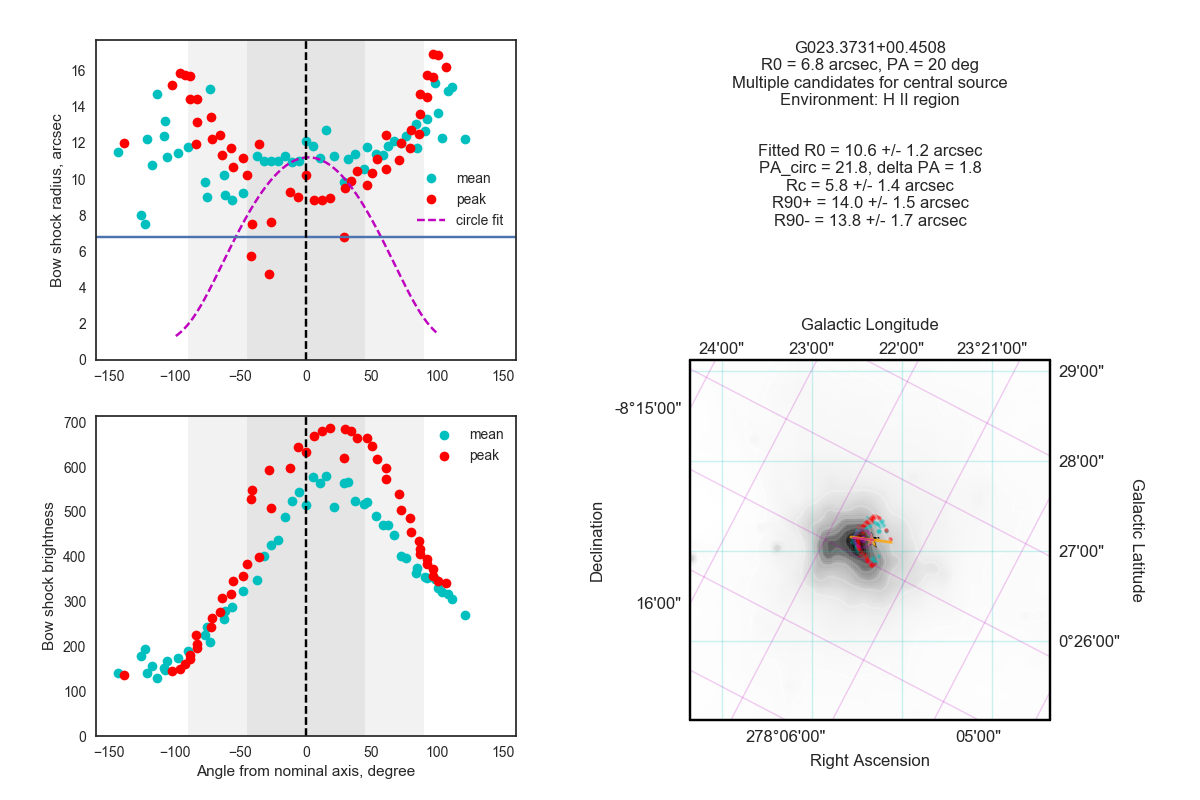 16
14
12
10
8
6
4
2
0
Bow shock radius, arcsec
−150
−100
−50
0
50
100
150
mean
peak
circle fit
700
600
500
400
300
200
100
0
Bow shock brightness
mean
peak
−150
−100
−50
0
50
100
150
Angle from nominal axis, degree
G023.3731+00.4508
R0 = 6.8 arcsec, PA = 20 deg
Multiple candidates for central source
Environment: H II region
Fitted R0 = 10.6 +/- 1.2 arcsec
PA_circ = 21.8, delta PA = 1.8
Rc = 5.8 +/- 1.4 arcsec
R90+ = 14.0 +/- 1.5 arcsec
R90- = 13.8 +/- 1.7 arcsec
Galactic Longitude
24'00"
23'00"
22'00"
23°21'00"
29'00"
28'00"
27'00"
0°26'00"
Galactic Latitude
-8°15'00"
16'00"
Declination
278°06'00"
05'00"
Right Ascension